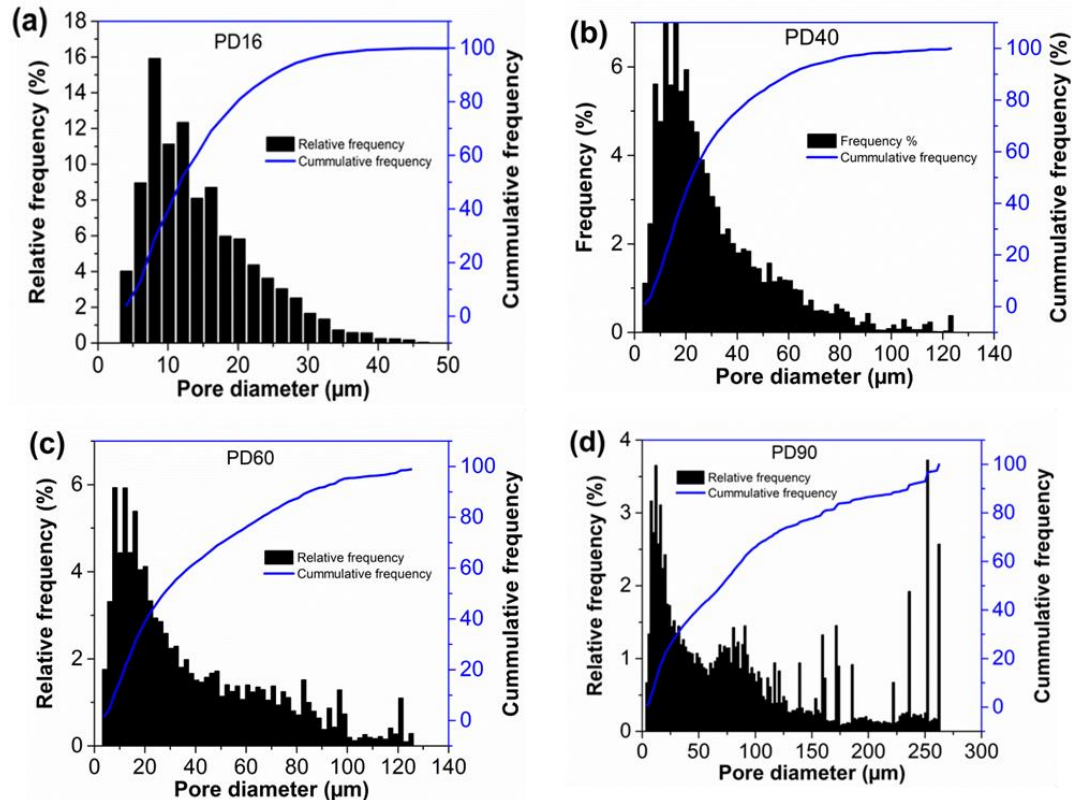 (a)
PD16
Relative frequency (%)
18
16
14
12
10
8
6
4
2
0
Relative frequency
Cummulative frequency
100
80
60
40
20
0
Cummulative frequency
0 10 20 30 40 50
Pore diameter (μm)
(b)
PD40
Frequency (%)
6
4
2
0
Frequency %
Cummulative frequency
100
80
60
40
20
0
Cummulative frequency
0 20 40 60 80 100 120 140
Pore diameter (μm)
(c)
PD60
Relative frequency (%)
6
4
2
0
Relative frequency
Cummulative frequency
100
80
60
40
20
0
Cummulative frequency
0 20 40 60 80 100 120 140
Pore diameter (μm)
(d)
PD90
Relative frequency (%)
4
3
2
1
0
Relative frequency
Cummulative frequency
100
80
60
40
20
0
Cummulative frequency
0 50 100 150 200 250 300
Pore diameter (μm)